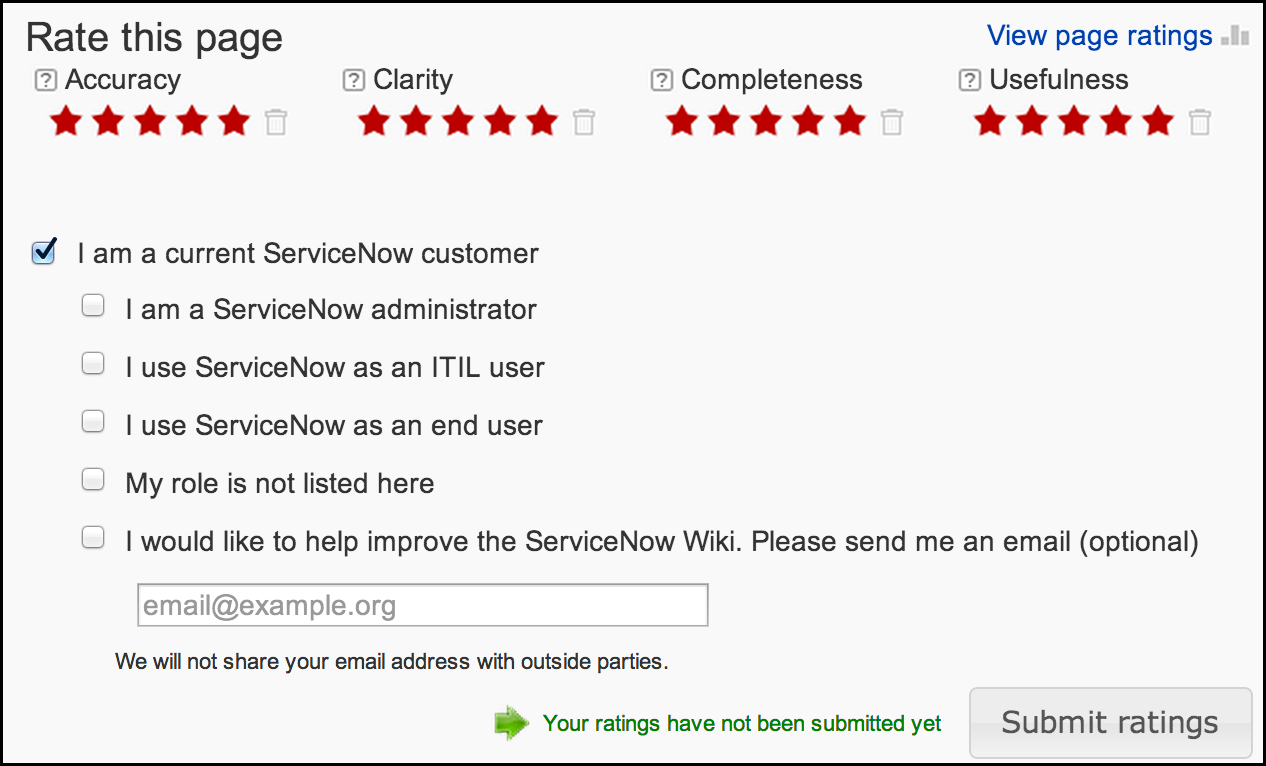 Rate this page
View page ratings
? Accuracy
? Clarity
? Completeness
? Usefulness
I am a current ServiceNow customer
I am a ServiceNow administrator
I use ServiceNow as an ITIL user
I use ServiceNow as an end user
My role is not listed here
I would like to help improve the ServiceNow Wiki. Please send me an email (optional)
email@example.org
We will not share your email address with outside parties.
Your ratings have not been submitted yet
Submit ratings